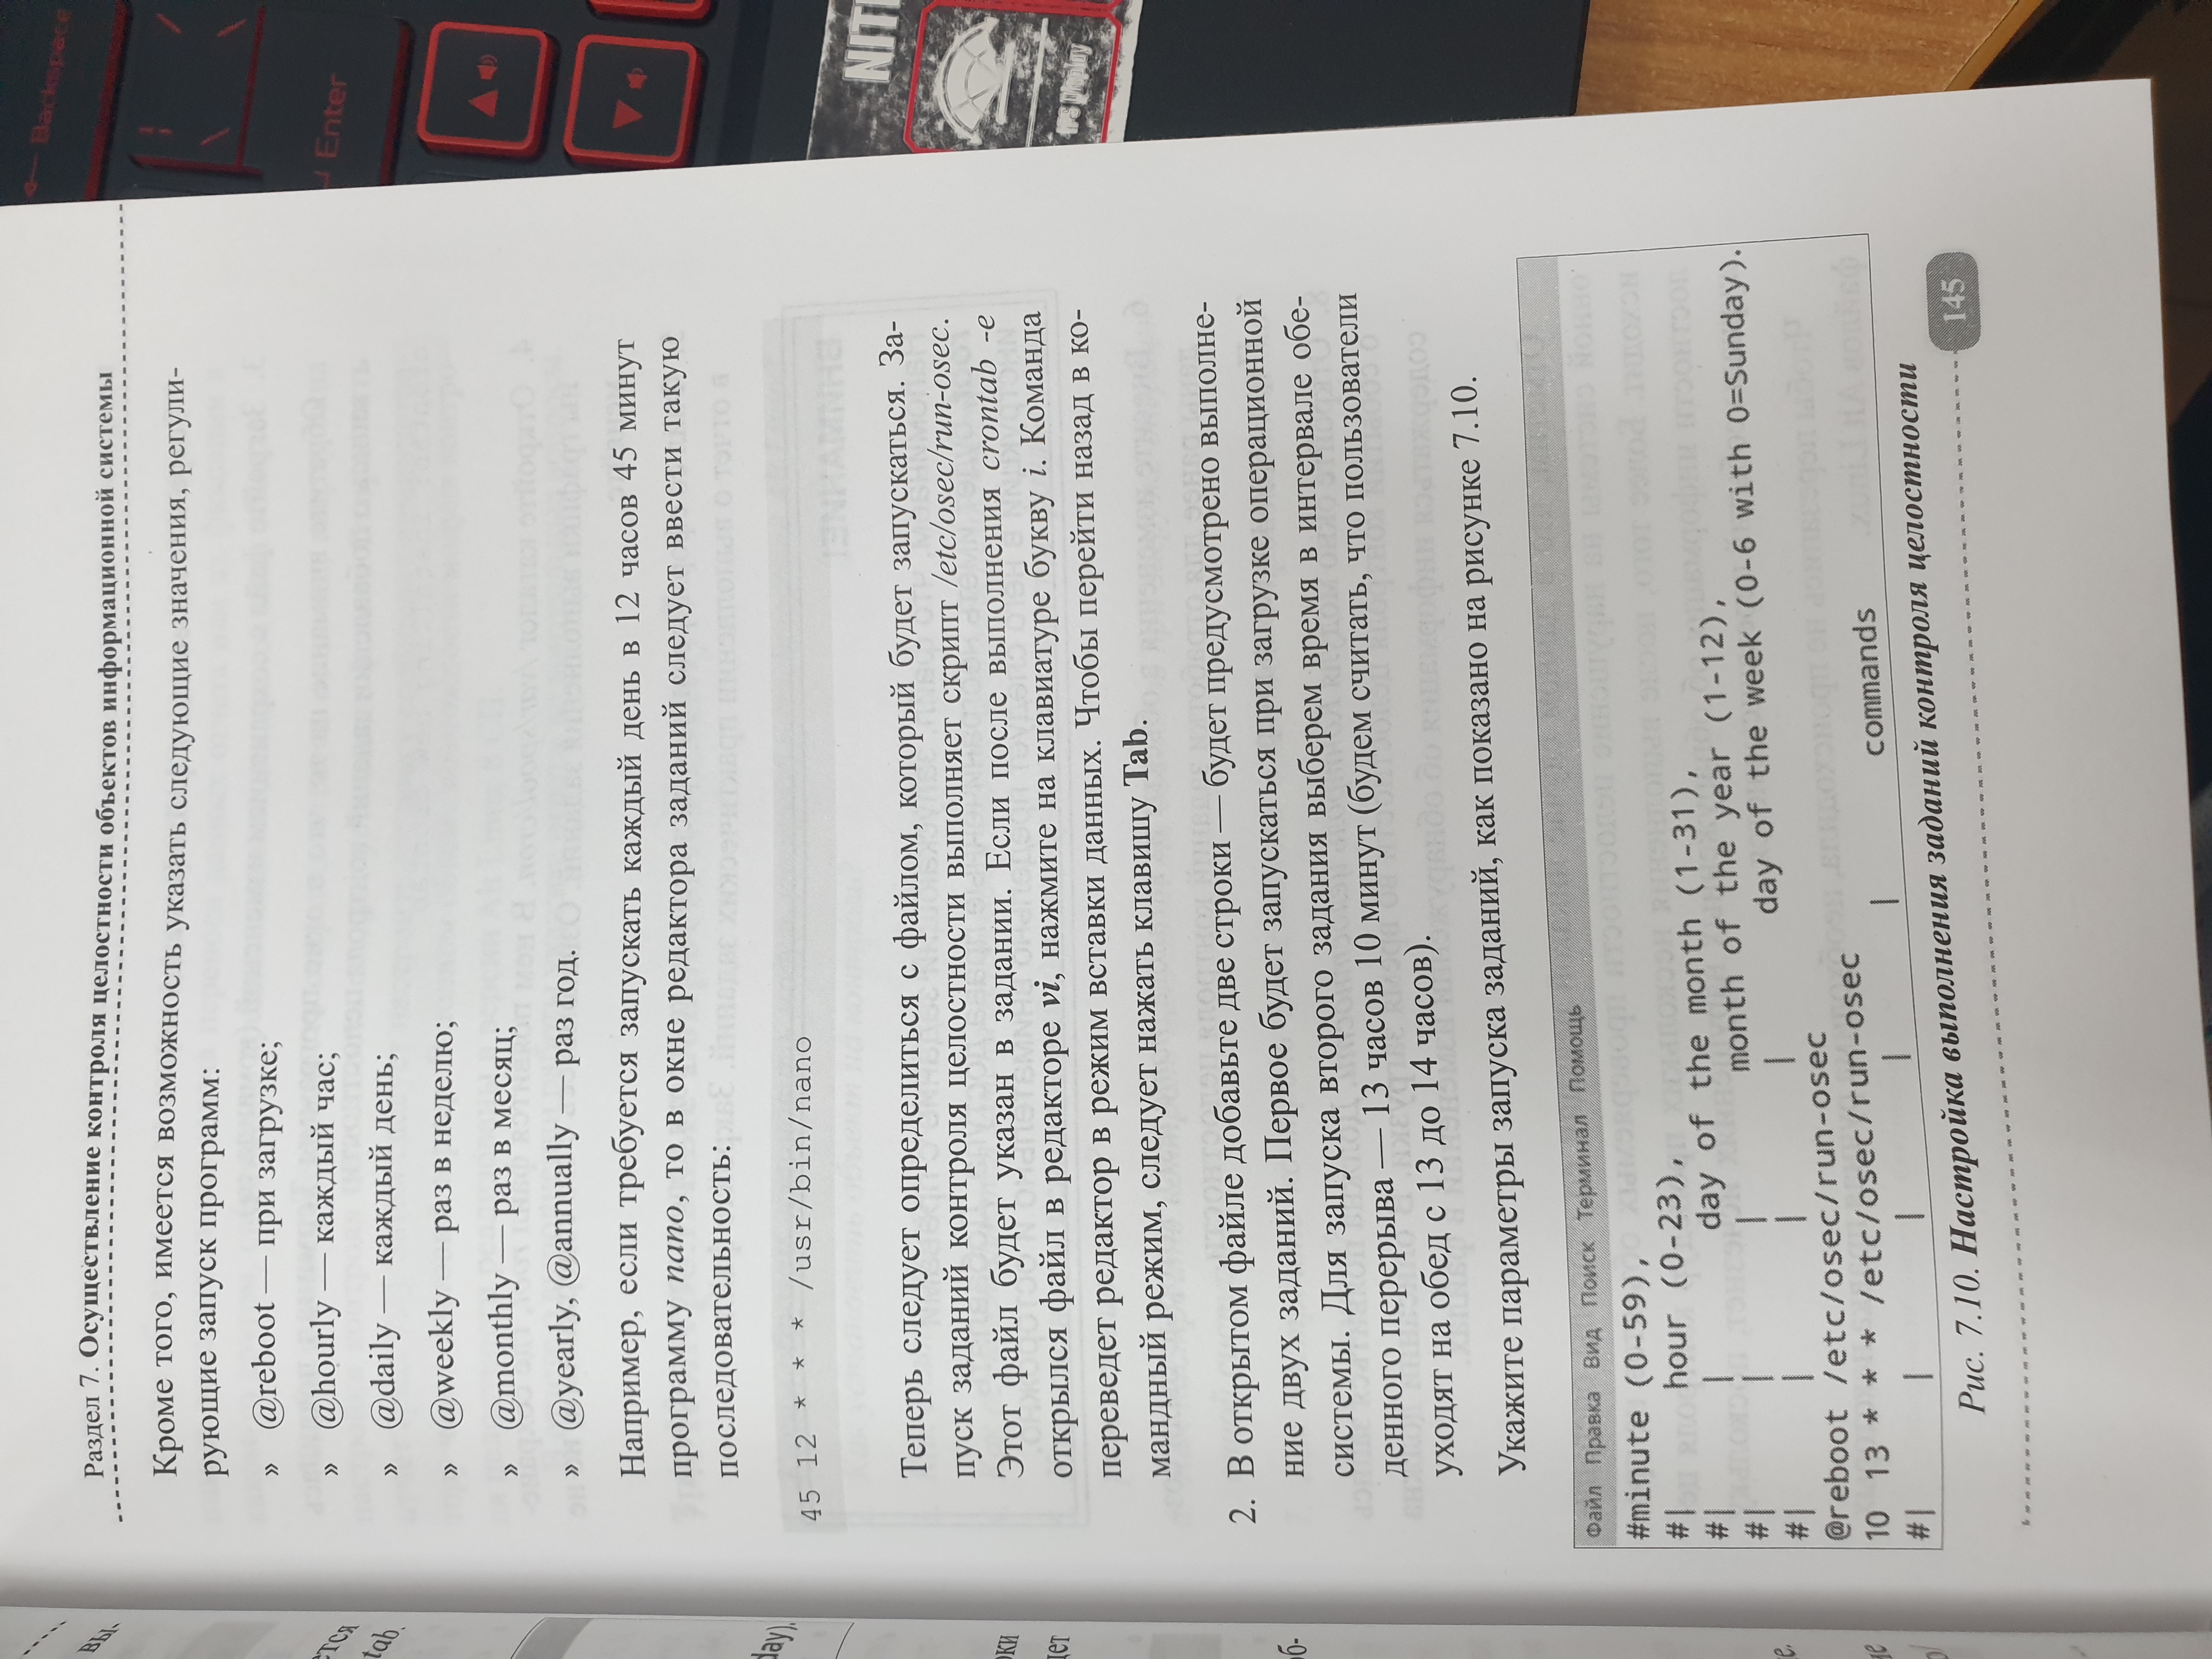 Раздел 7. Осуществление контроля целостности объектов информационной системы
Кроме того, имеется возможность указать следующие значения, регули-
рующие запуск программ:
» @reboot — при загрузке;
» @hourly — каждый час;
» @daily — каждый день;
» @weekly — раз в неделю;
» @monthly — раз в месяц;
» @yearly, @annually — раз год.
Например, если требуется запускать каждый день в 12 часов 45 минут
программу nano, то в окне редактора заданий следует ввести такую
последовательность:
45 12 * * * /usr/bin/nano
Теперь следует определиться с файлом, который будет запускаться. За-
пуск заданий контроля целостности выполняет скрипт /etc/osec/run-osec.
Этот файл будет указан в задании. Если после выполнения crontab -e
открылся файл в редакторе vi, нажмите на клавиатуре букву i. Команда
переведет редактор в режим вставки данных. Чтобы перейти назад в ко-
мандный режим, следует нажать клавишу Tab.
2. В открытом файле добавьте две строки — будет предусмотрено выполне-
ние двух заданий. Первое будет запускаться при загрузке операционной
системы. Для запуска второго задания выберем время в интервале обе-
денного перерыва — 13 часов 10 минут (будем считать, что пользователи
уходят на обед с 13 до 14 часов).
Укажите параметры запуска заданий, как показано на рисунке 7.10.
Файл Правка Вид Поиск Терминал Помощь
#minute (0-59),
#| hour (0-23),
#| | day of the month (1-31),
#| | | month of the year (1-12),
#| | | | day of the week (0-6 with 0=Sunday).
@reboot /etc/osec/run-osec
10 13 * * * /etc/osec/run-osec
#| | | | | commands
Рис. 7.10. Настройка выполнения заданий контроля целостности
145
Backspace
Enter
NIT